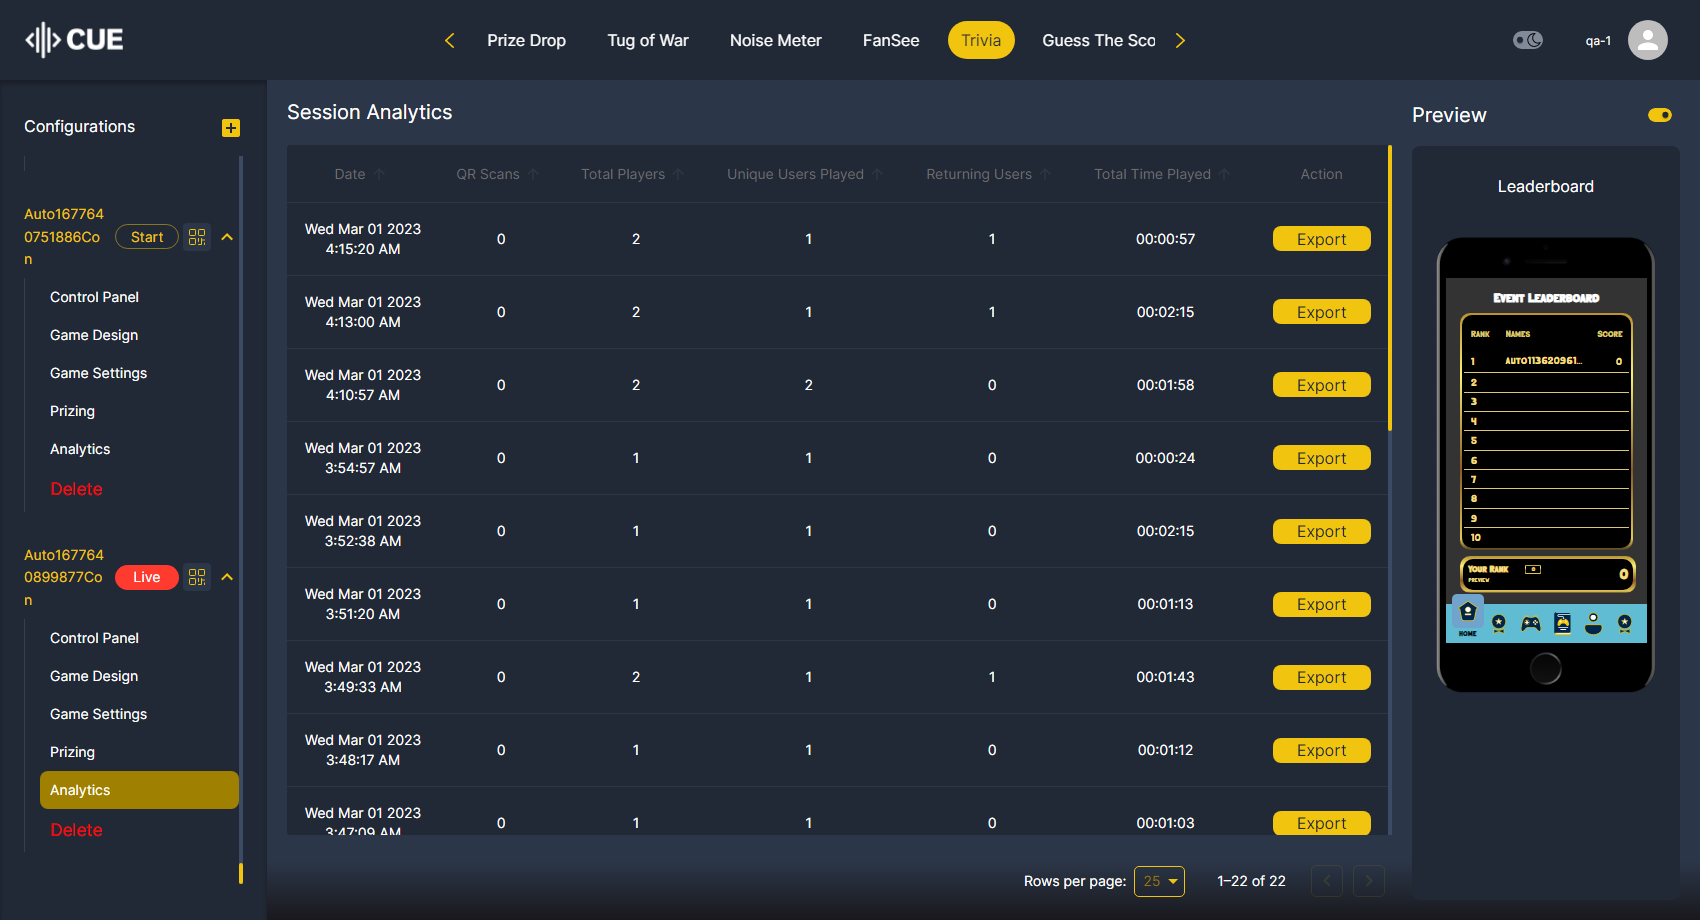 CUE
Prize Drop
Tug of War
Noise Meter
FanSee
Trivia
Guess The Sco
qa-1
Configurations
Auto167764
0751886Co
n
Start
Control Panel
Game Design
Game Settings
Prizing
Analytics
Delete
Auto167764
0899877Co
n
Live
Control Panel
Game Design
Game Settings
Prizing
Analytics
Delete
Session Analytics
Date QR Scans Total Players Unique Users Played Returning Users Total Time Played Action
Wed Mar 01 2023
4:15:20 AM
0 2 1 1 00:00:57 Export
Wed Mar 01 2023
4:13:00 AM
0 2 1 1 00:02:15 Export
Wed Mar 01 2023
4:10:57 AM
0 2 2 0 00:01:58 Export
Wed Mar 01 2023
3:54:57 AM
0 1 1 0 00:00:24 Export
Wed Mar 01 2023
3:52:38 AM
0 1 1 0 00:02:15 Export
Wed Mar 01 2023
3:51:20 AM
0 1 1 0 00:01:13 Export
Wed Mar 01 2023
3:49:33 AM
0 2 1 1 00:01:43 Export
Wed Mar 01 2023
3:48:17 AM
0 1 1 0 00:01:12 Export
Wed Mar 01 2023
3:47:09 AM
0 1 1 0 00:01:03 Export
Rows per page: 25 1–22 of 22
Preview
Leaderboard
Event Leaderboard
Rank Names Score
1 AUTO113620961... 0
2
3
4
5
6
7
8
9
10
Your Rank 0
Preview
0
HOME